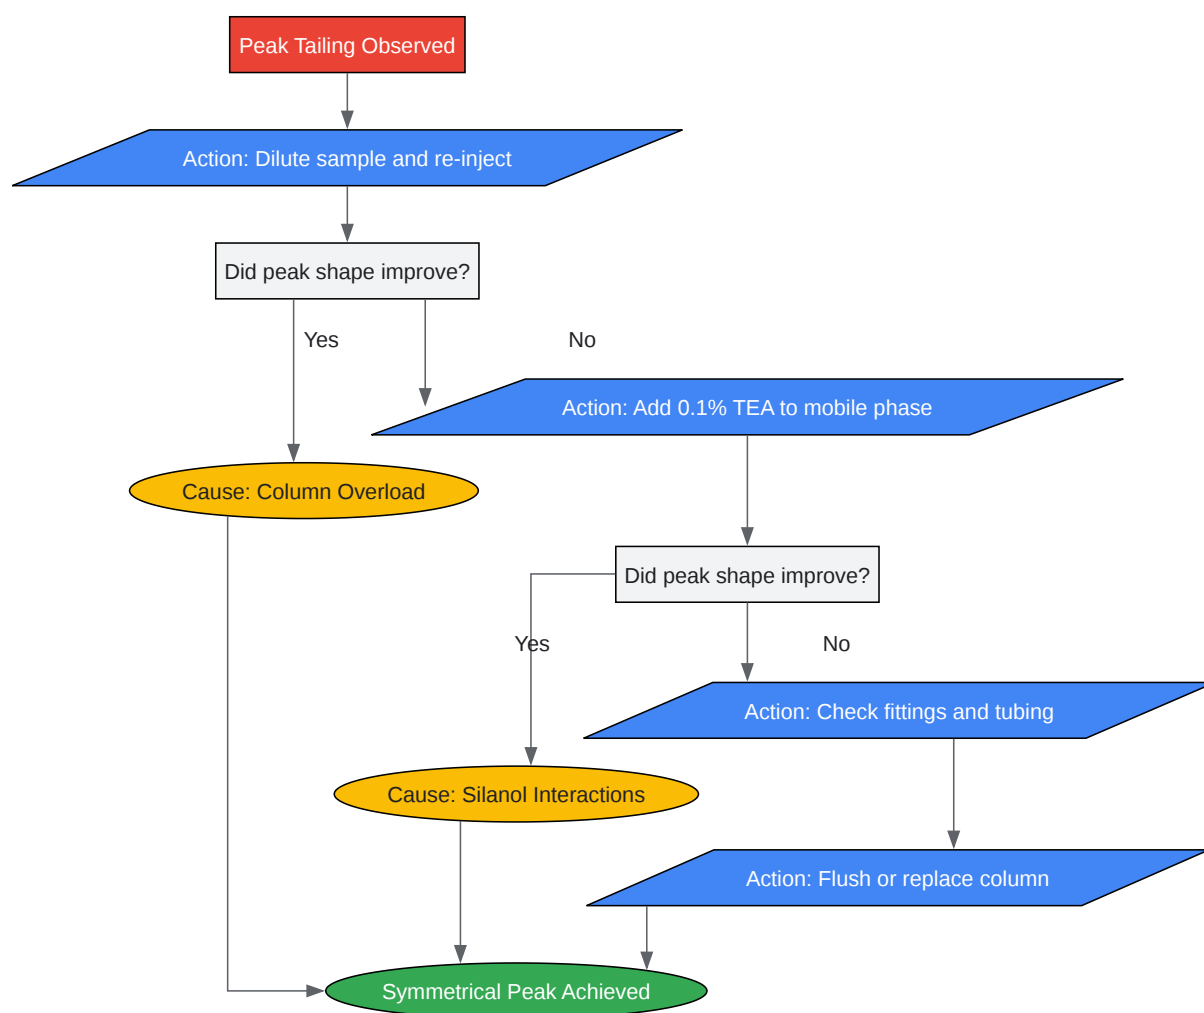 Peak Tailing Observed
Action: Dilute sample and re-inject
Did peak shape improve?
Yes
No
Action: Add 0.1% TEA to mobile phase
Cause: Column Overload
Did peak shape improve?
Yes
No
Action: Check fittings and tubing
Cause: Silanol Interactions
Action: Flush or replace column
Symmetrical Peak Achieved